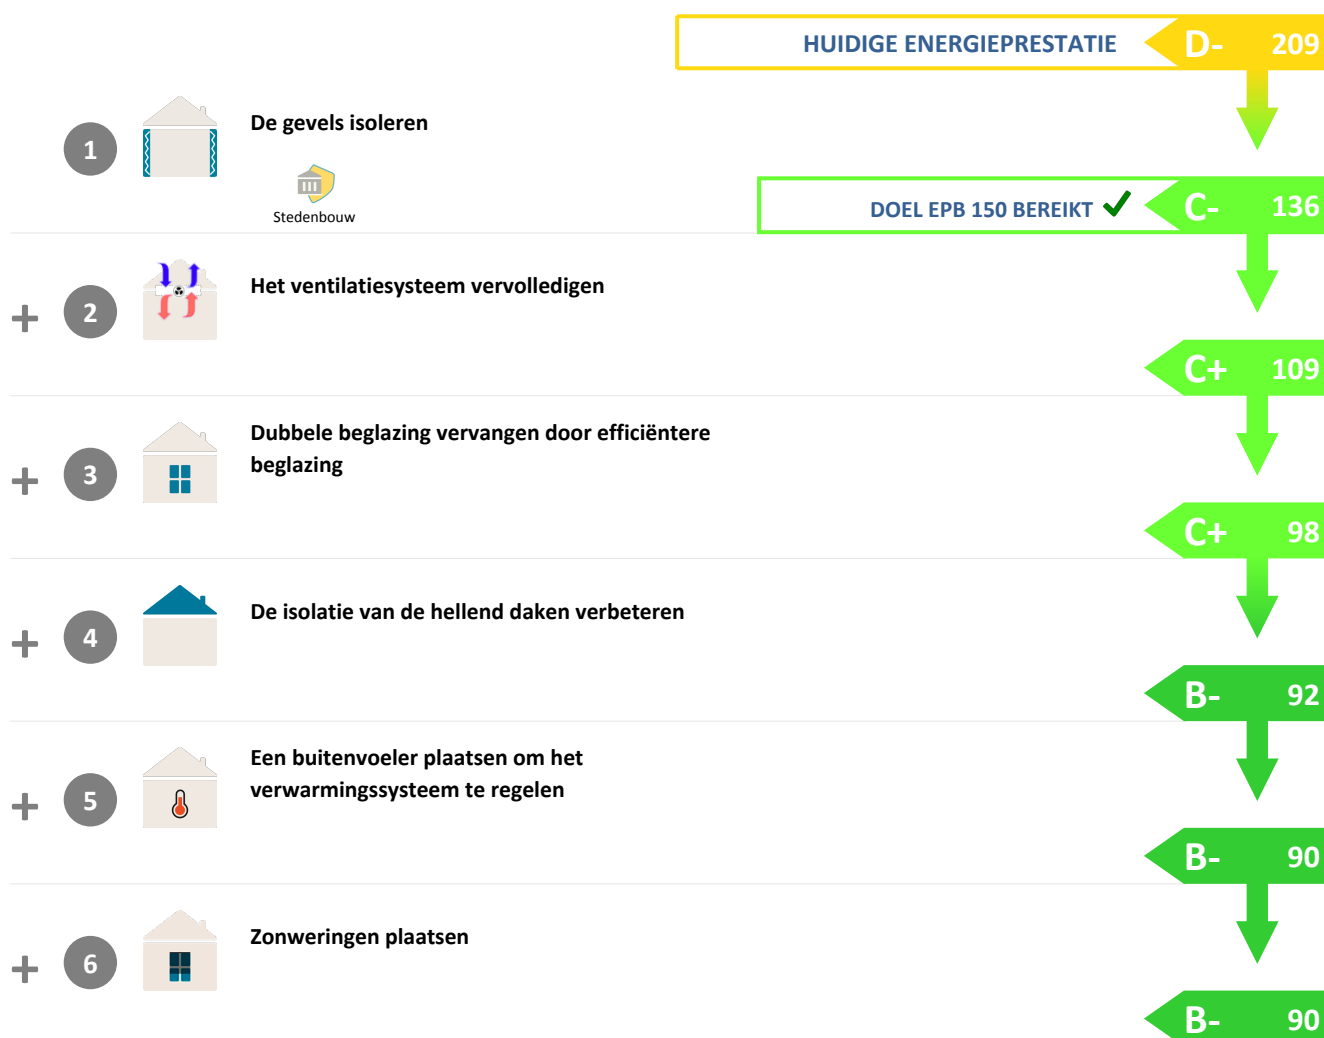 HUIDIGE ENERGIEPRESTATIE D- 209
1 De gevels isoleren
Stedenbouw
DOEL EPB 150 BEREIKT ✓ C- 136
+ 2 Het ventilatiesysteem vervolledigen
C+ 109
Dubbele beglazing vervangen door efficiëntere
+ 3 beglazing
C+ 98
+ 4 De isolatie van de hellend daken verbeteren
B- 92
Een buitenvoeler plaatsen om het
+ 5 verwarmingssysteem te regelen
B- 90
+ 6 Zonweringen plaatsen
B- 90